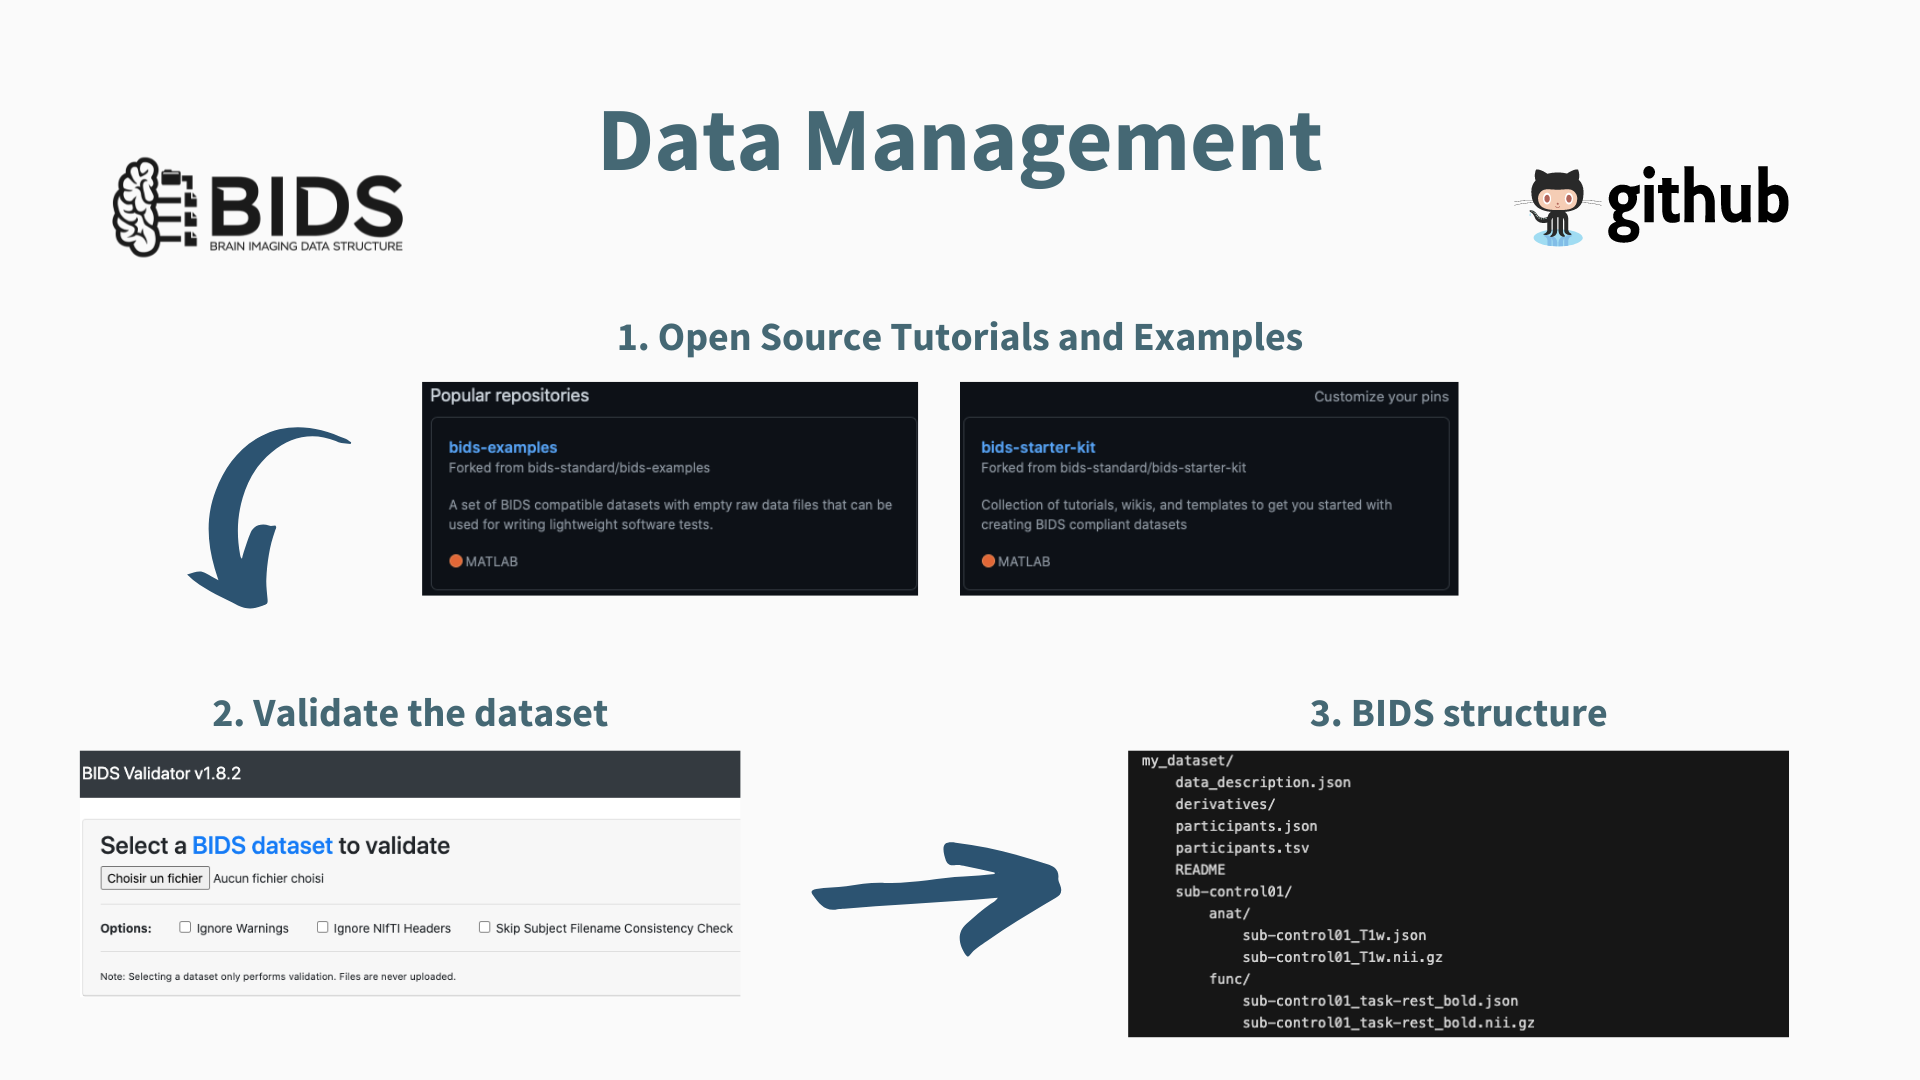 Data Management
BIDS
BRAIN IMAGING DATA STRUCTURE
github
1. Open Source Tutorials and Examples
Popular repositories
bids-examples
Forked from bids-standard/bids-examples
A set of BIDS compatible datasets with empty raw data files that can be
used for writing lightweight software tests.
MATLAB
Customize your pins
bids-starter-kit
Forked from bids-standard/bids-starter-kit
Collection of tutorials, wikis, and templates to get you started with
creating BIDS compliant datasets
MATLAB
2. Validate the dataset
BIDS Validator v1.8.2
Select a BIDS dataset to validate
Choisir un fichier Aucun fichier choisi
Options: Ignore Warnings Ignore NIfTI Headers Skip Subject Filename Consistency Check
Note: Selecting a dataset only performs validation. Files are never uploaded.
3. BIDS structure
my_dataset/
data_description.json
derivatives/
participants.json
participants.tsv
README
sub-control01/
anat/
sub-control01_T1w.json
sub-control01_T1w.nii.gz
func/
sub-control01_task-rest_bold.json
sub-control01_task-rest_bold.nii.gz